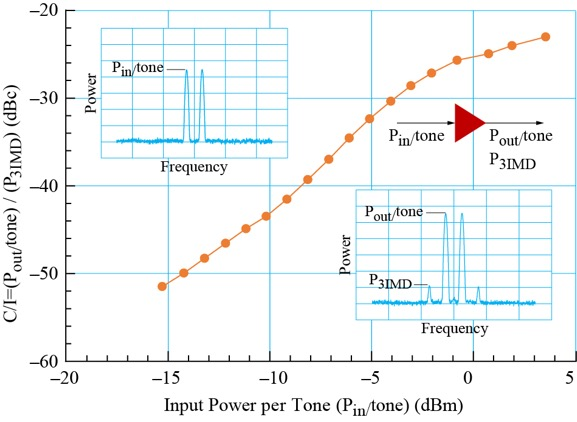 C/I=(Pout/tone) / (P3IMD) (dBc)
–20
–30
–40
–50
–60
Pin/tone
Power
Frequency
Pin/tone
Pout/tone
P3IMD
Pout/tone
Power
P3IMD
Frequency
–20
–15
–10
–5
0
5
Input Power per Tone (Pin/tone) (dBm)